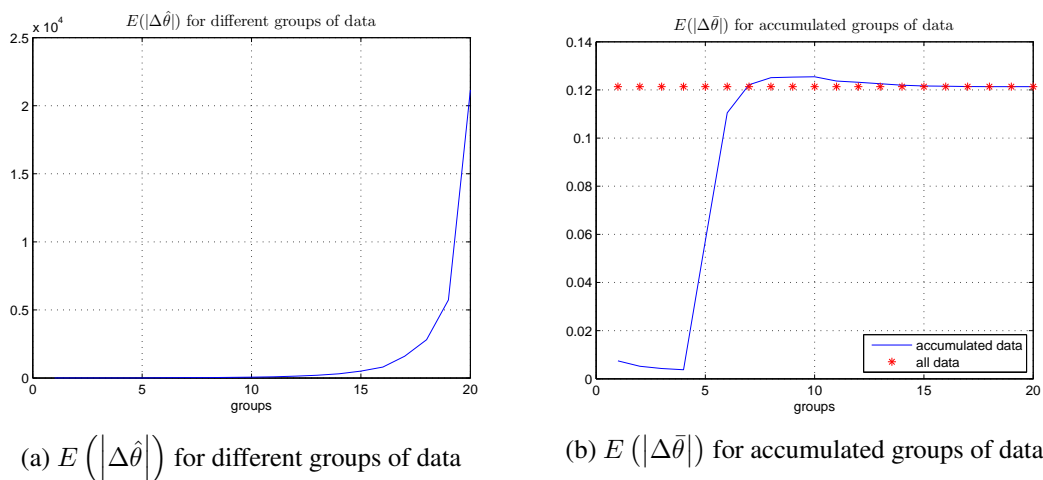 E(|Δθ̂|) for different groups of data
x 10⁴
2.5
2
1.5
1
0.5
0
0 5 10 15 20
groups
(a) E(|Δθ̂|) for different groups of data
E(|Δθ̄|) for accumulated groups of data
0.14
0.12
0.1
0.08
0.06
0.04
0.02
0
0 5 10 15 20
groups
accumulated data
all data
(b) E(|Δθ̄|) for accumulated groups of data